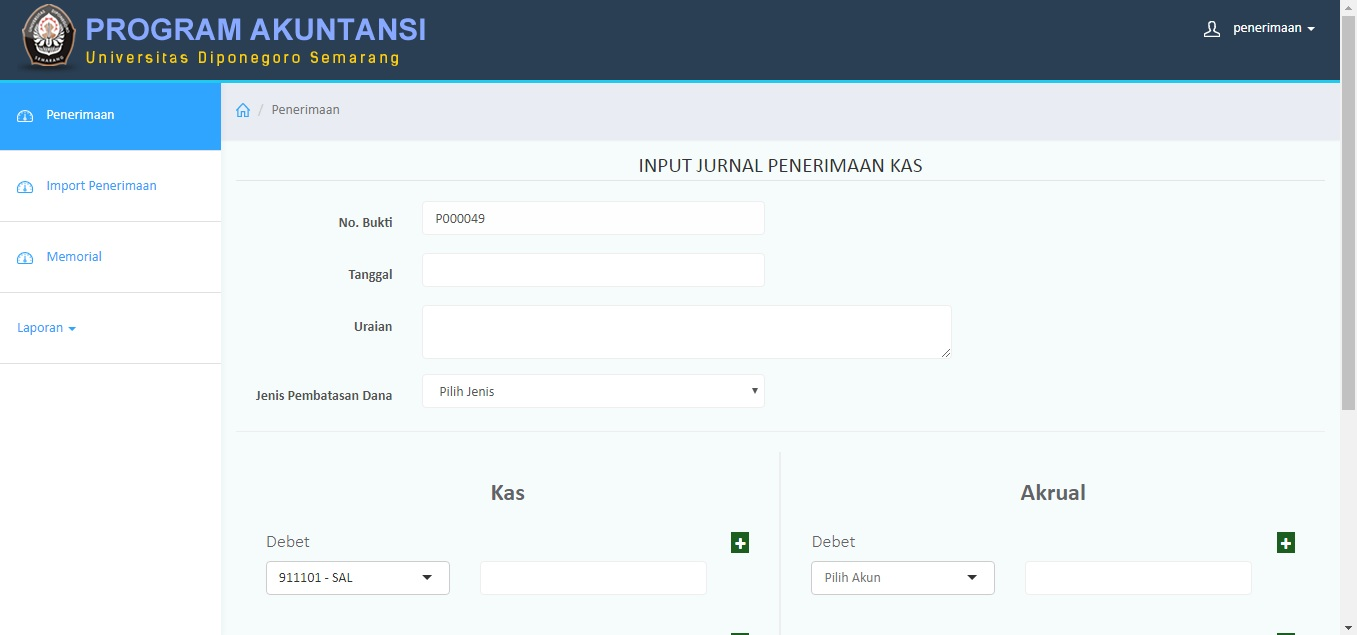 PROGRAM AKUNTANSI
Universitas Diponegoro Semarang
penerimaan
Penerimaan
Import Penerimaan
Memorial
Laporan
/ Penerimaan
INPUT JURNAL PENERIMAAN KAS
No. Bukti
P000049
Tanggal
Uraian
Jenis Pembatasan Dana
Pilih Jenis
Kas
Debet
911101 - SAL
Akrual
Debet
Pilih Akun